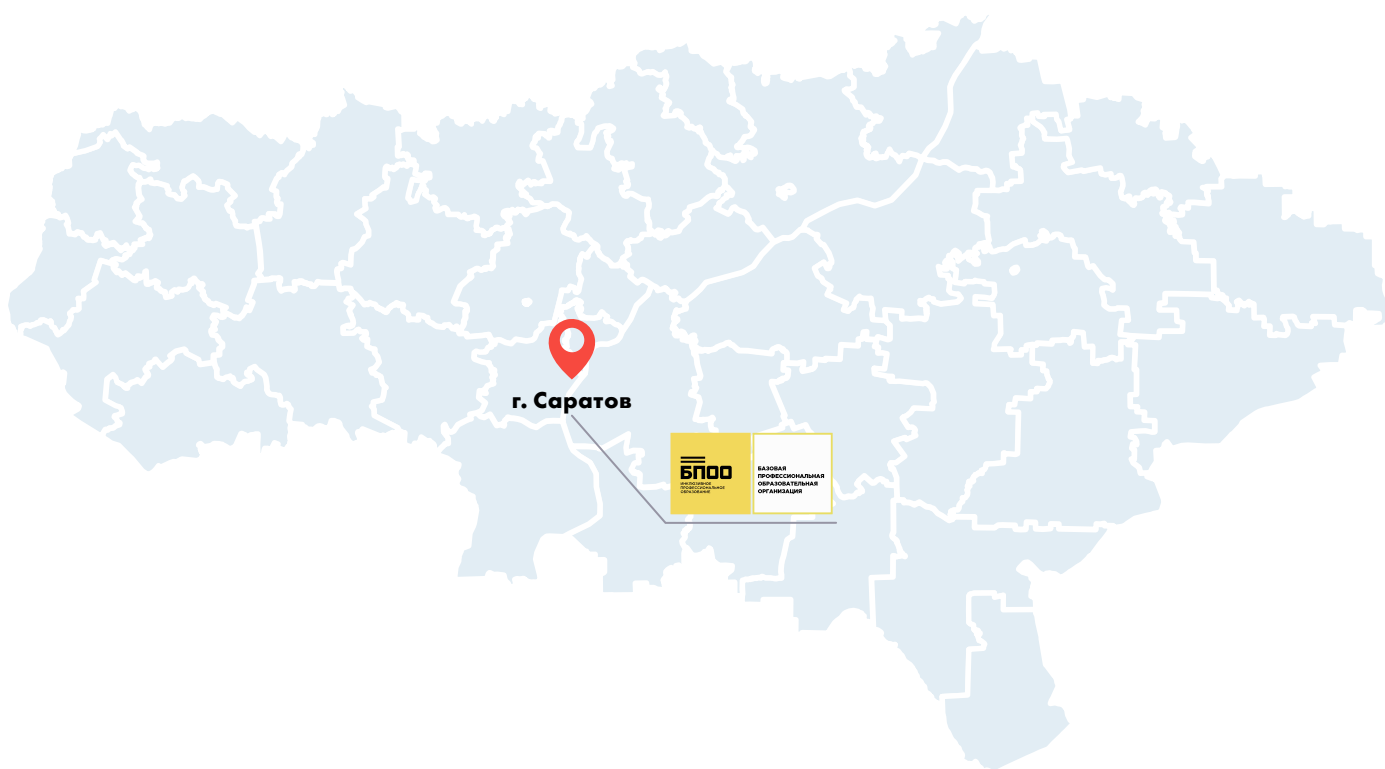 г. Саратов
БПОО
ИНКЛЮЗИВНОЕ
ПРОФЕССИОНАЛЬНОЕ
ОБРАЗОВАНИЕ
БАЗОВАЯ
ПРОФЕССИОНАЛЬНАЯ
ОБРАЗОВАТЕЛЬНАЯ
ОРГАНИЗАЦИЯ